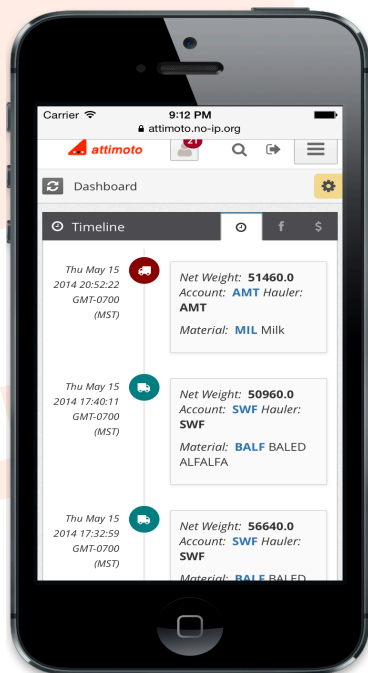 Carrier 9:12 PM
attimoto.no-ip.org
attimoto 21
Dashboard
Timeline f $
Thu May 15
2014 20:52:22
GMT-0700
(MST)
Net Weight: 51460.0
Account: AMT Hauler:
AMT
Material: MIL Milk
Thu May 15
2014 17:40:11
GMT-0700
(MST)
Net Weight: 50960.0
Account: SWF Hauler:
SWF
Material: BALF BALED
ALFALFA
Thu May 15
2014 17:32:59
GMT-0700
(MST)
Net Weight: 56640.0
Account: SWF Hauler:
SWF
Material: BALF BALED